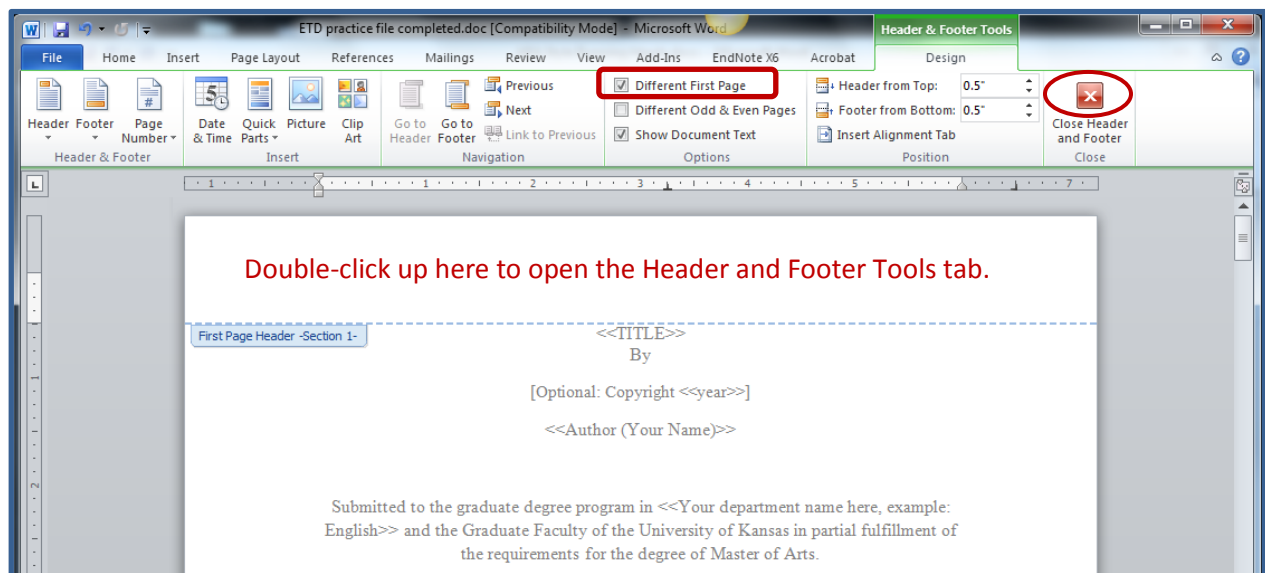 ETD practice file completed.doc [Compatibility Mode] - Microsoft Word
Header & Footer Tools
File Home Insert Page Layout References Mailings Review View Add-Ins EndNote X6 Acrobat Design
Header Footer Page Number
Header & Footer
Date & Time Quick Parts Picture Clip Art
Insert
Go to Header Go to Footer
Previous
Next
Link to Previous
Navigation
Different First Page
Different Odd & Even Pages
Show Document Text
Options
Header from Top: 0.5"
Footer from Bottom: 0.5"
Insert Alignment Tab
Position
Close Header and Footer
Close
1 1 2 3 4 5 7
Double-click up here to open the Header and Footer Tools tab.
First Page Header -Section 1-
<<TITLE>>
By
[Optional: Copyright <<year>>]
<<Author (Your Name)>>
Submitted to the graduate degree program in <<Your department name here, example:
English>> and the Graduate Faculty of the University of Kansas in partial fulfillment of
the requirements for the degree of Master of Arts.